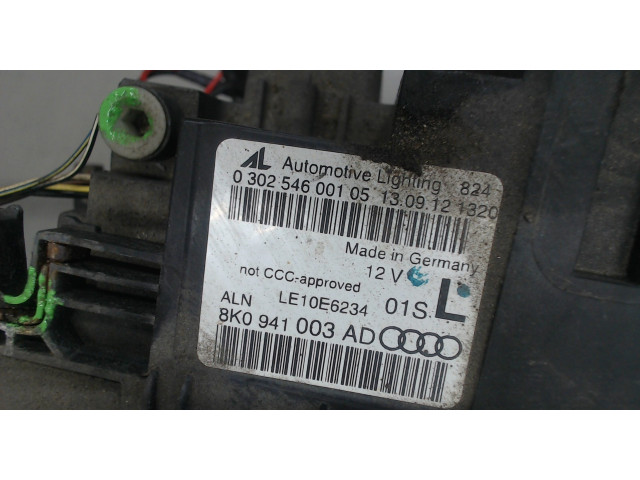 AL Automotive Lighting 824
0 302 546 001 05 13.09.12 1320
Made in Germany
12 V
not CCC-approved
ALN LE10E6234 01S. L
8K0 941 003 AD